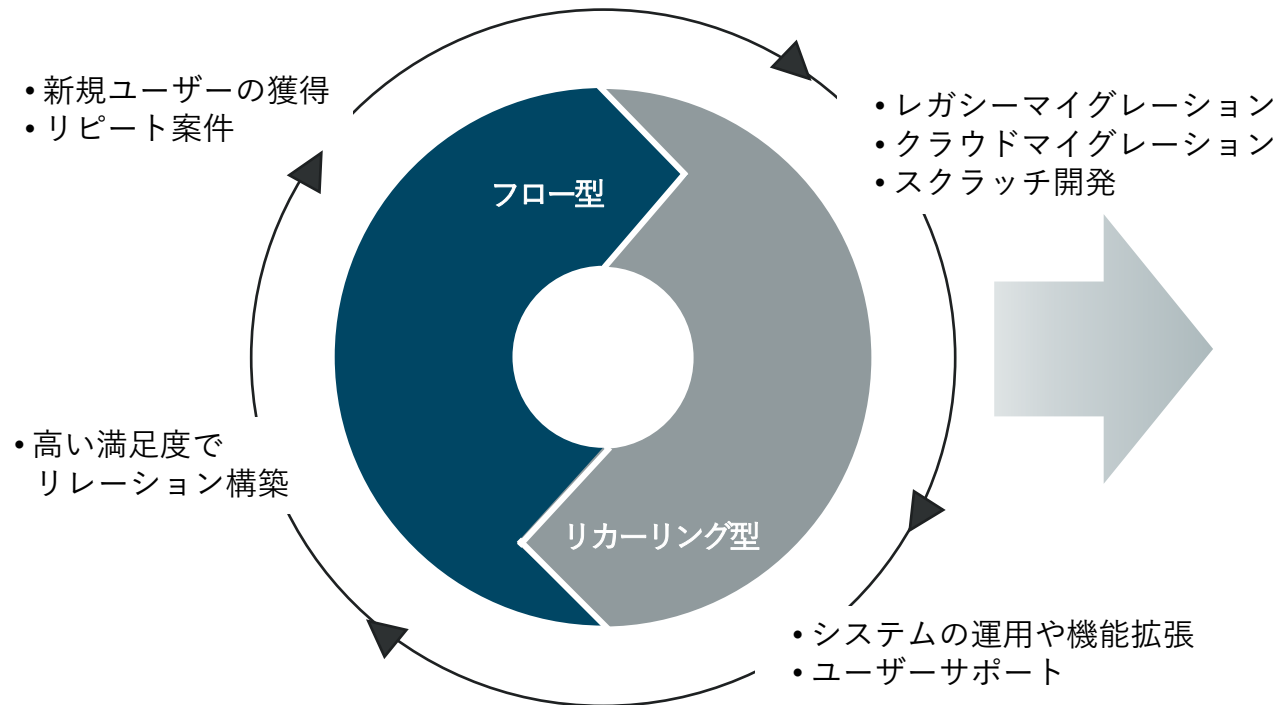 • 新規ユーザーの獲得
• リピート案件
• レガシーマイグレーション
• クラウドマイグレーション
• スクラッチ開発
フロー型
• 高い満足度で
リレーション構築
リカーリング型
• システムの運用や機能拡張
• ユーザーサポート